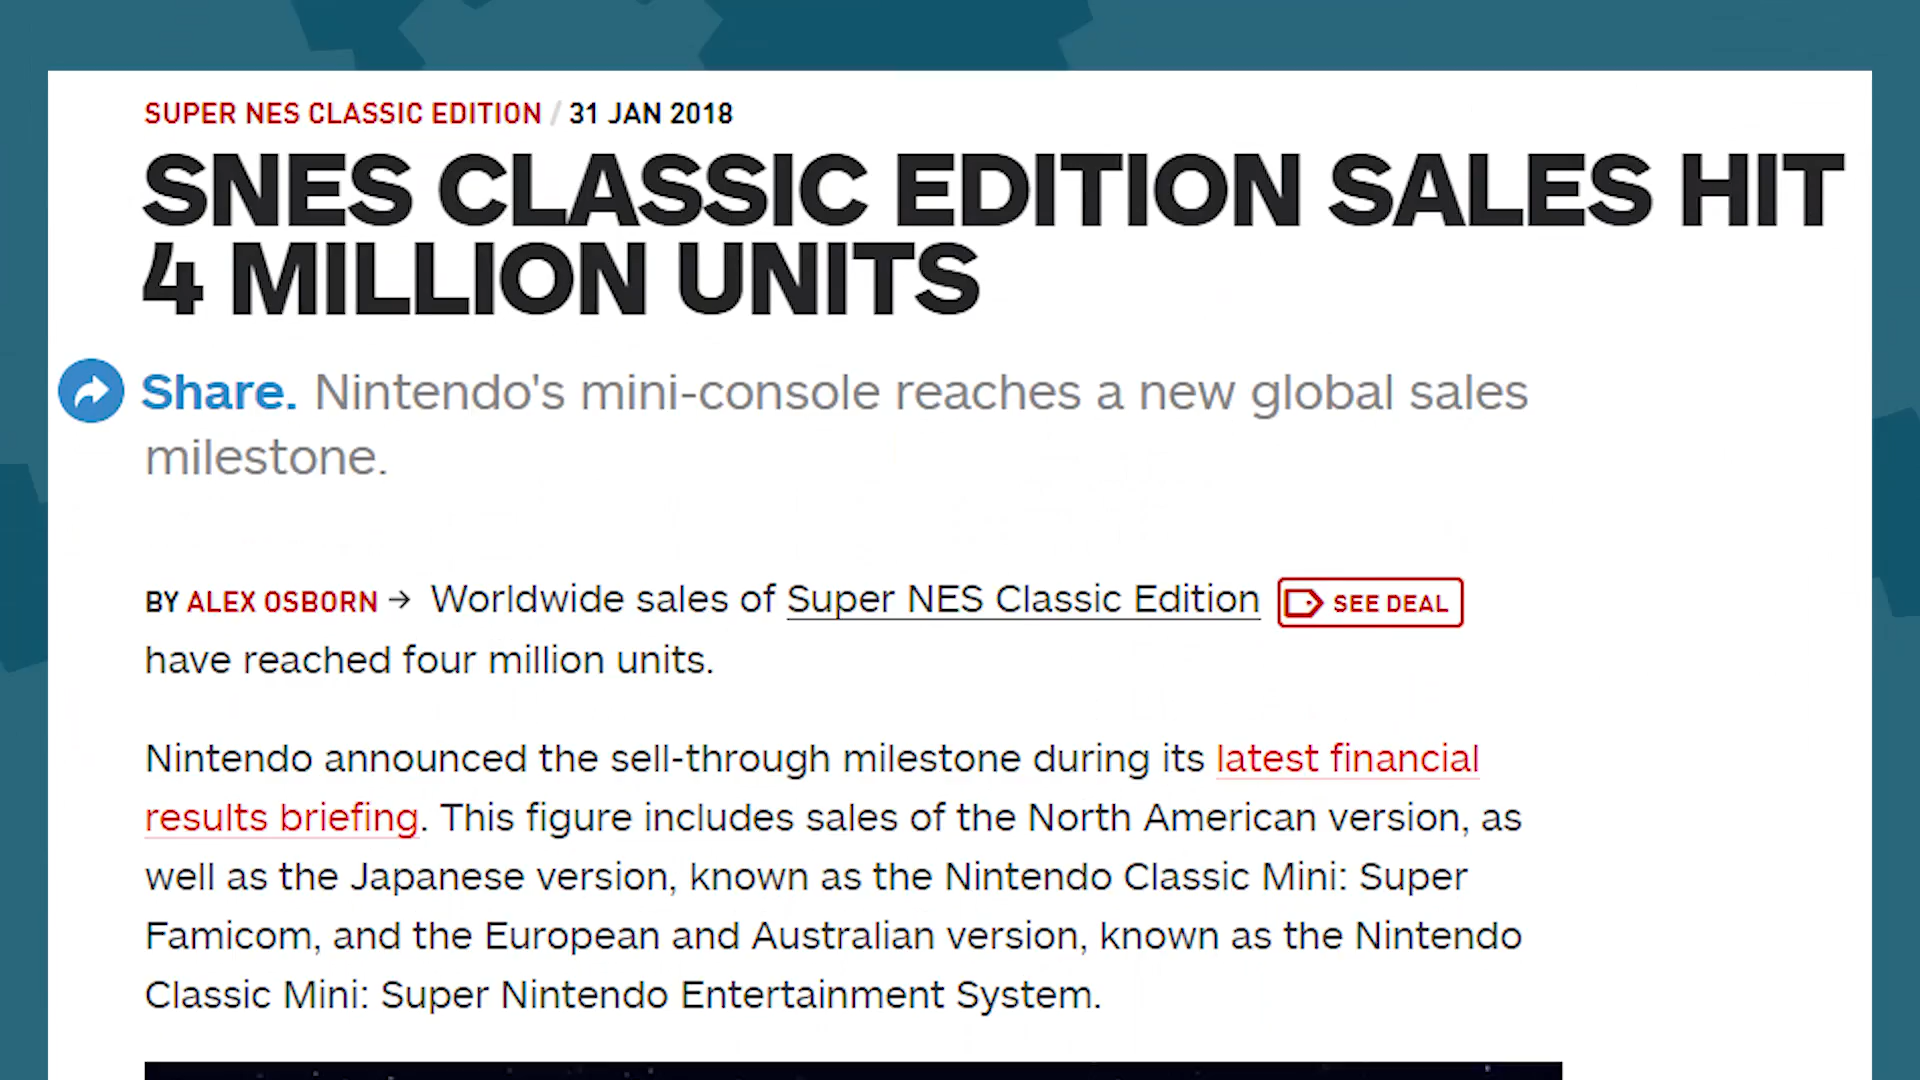 SUPER NES CLASSIC EDITION / 31 JAN 2018
SNES CLASSIC EDITION SALES HIT
4 MILLION UNITS
Share. Nintendo's mini-console reaches a new global sales
milestone.
BY ALEX OSBORN → Worldwide sales of Super NES Classic Edition SEE DEAL
have reached four million units.
Nintendo announced the sell-through milestone during its latest financial
results briefing. This figure includes sales of the North American version, as
well as the Japanese version, known as the Nintendo Classic Mini: Super
Famicom, and the European and Australian version, known as the Nintendo
Classic Mini: Super Nintendo Entertainment System.